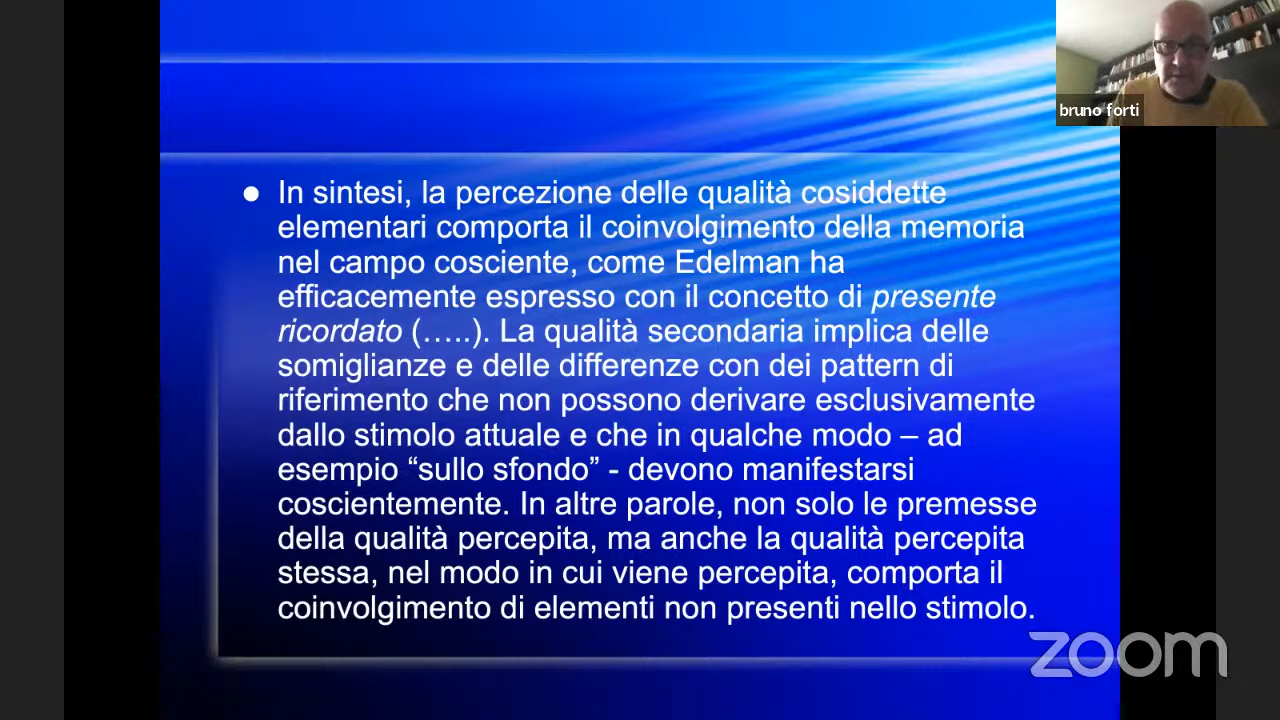 bruno forti
● In sintesi, la percezione delle qualità cosiddette
elementari comporta il coinvolgimento della memoria
nel campo cosciente, come Edelman ha
efficacemente espresso con il concetto di presente
ricordato (…..). La qualità secondaria implica delle
somiglianze e delle differenze con dei pattern di
riferimento che non possono derivare esclusivamente
dallo stimolo attuale e che in qualche modo – ad
esempio “sullo sfondo” - devono manifestarsi
coscientemente. In altre parole, non solo le premesse
della qualità percepita, ma anche la qualità percepita
stessa, nel modo in cui viene percepita, comporta il
coinvolgimento di elementi non presenti nello stimolo.
zoom